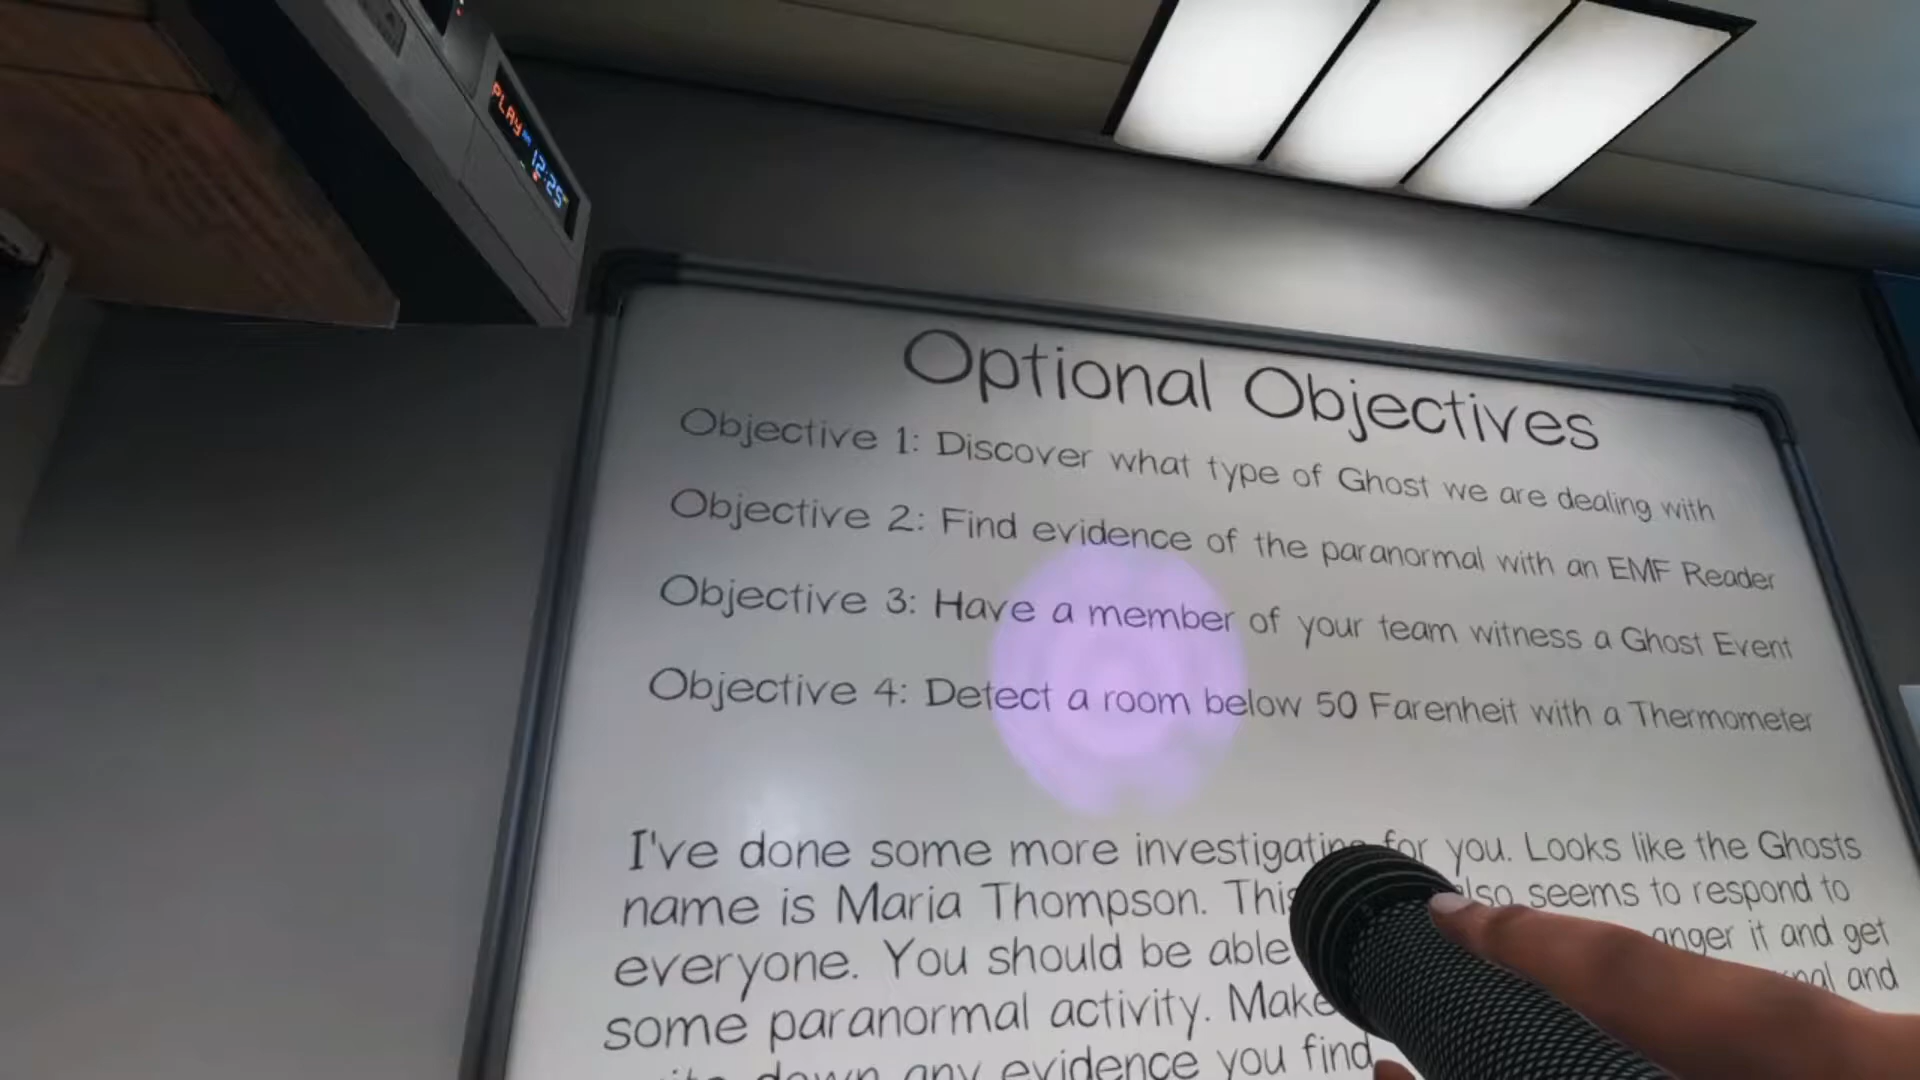 PLAY
12:25
Optional Objectives
Objective 1: Discover what type of Ghost we are dealing with
Objective 2: Find evidence of the paranormal with an EMF Reader
Objective 3: Have a member of your team witness a Ghost Event
Objective 4: Detect a room below 50 Farenheit with a Thermometer
I've done some more investigating for you. Looks like the Ghosts
name is Maria Thompson. This also seems to respond to
everyone. You should be able anger it and get
some paranormal activity. Make and
down any evidence you find